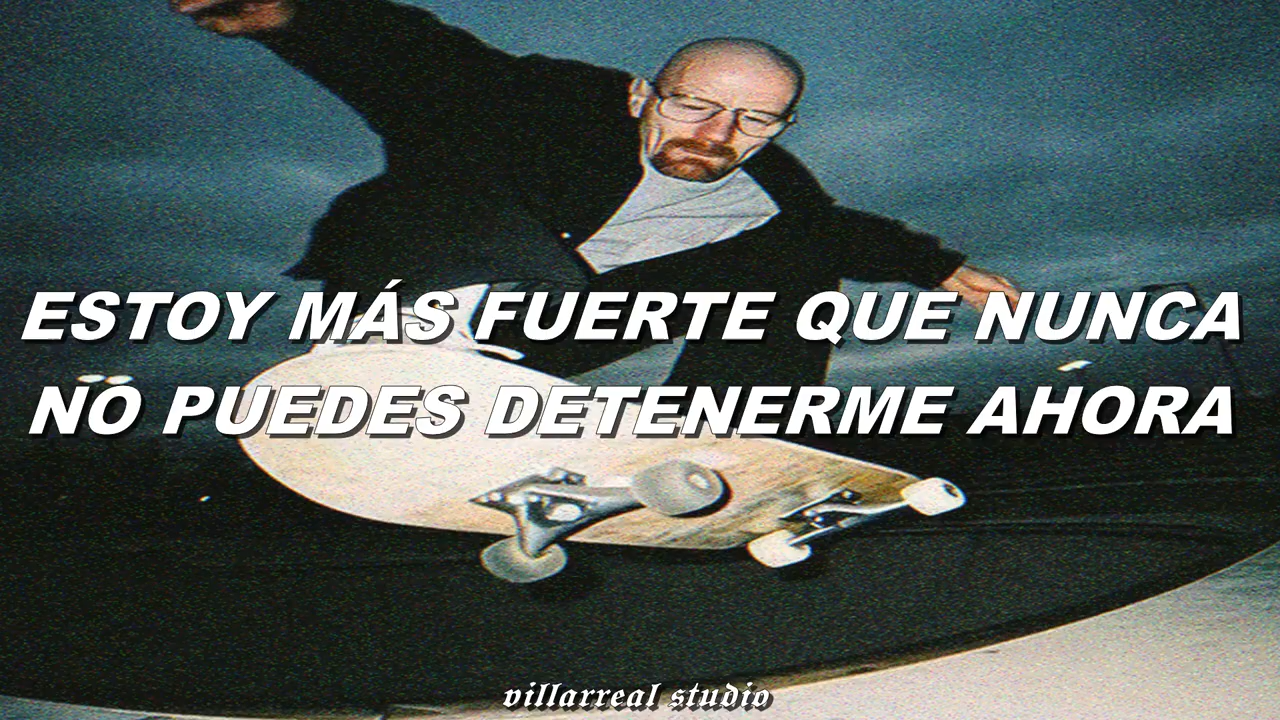 ESTOY MÁS FUERTE QUE NUNCA
NO PUEDES DETENERME AHORA
villarreal studio